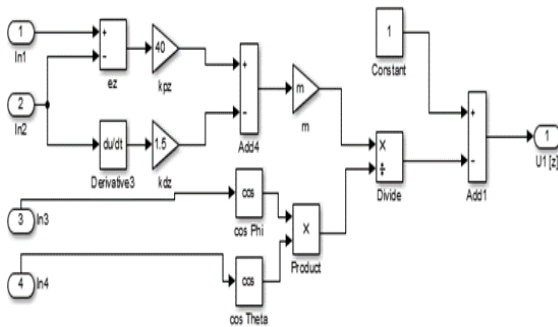 1
In1
+
-
ez
40
kpz
2
In2
du/dt
Derivative3
1.5
kdz
+
-
Add4
m
m
1
Constant
×
÷
Divide
+
-
Add1
1
U1 [z]
3
In3
cos
cos Phi
×
Product
4
In4
cos
cos Theta